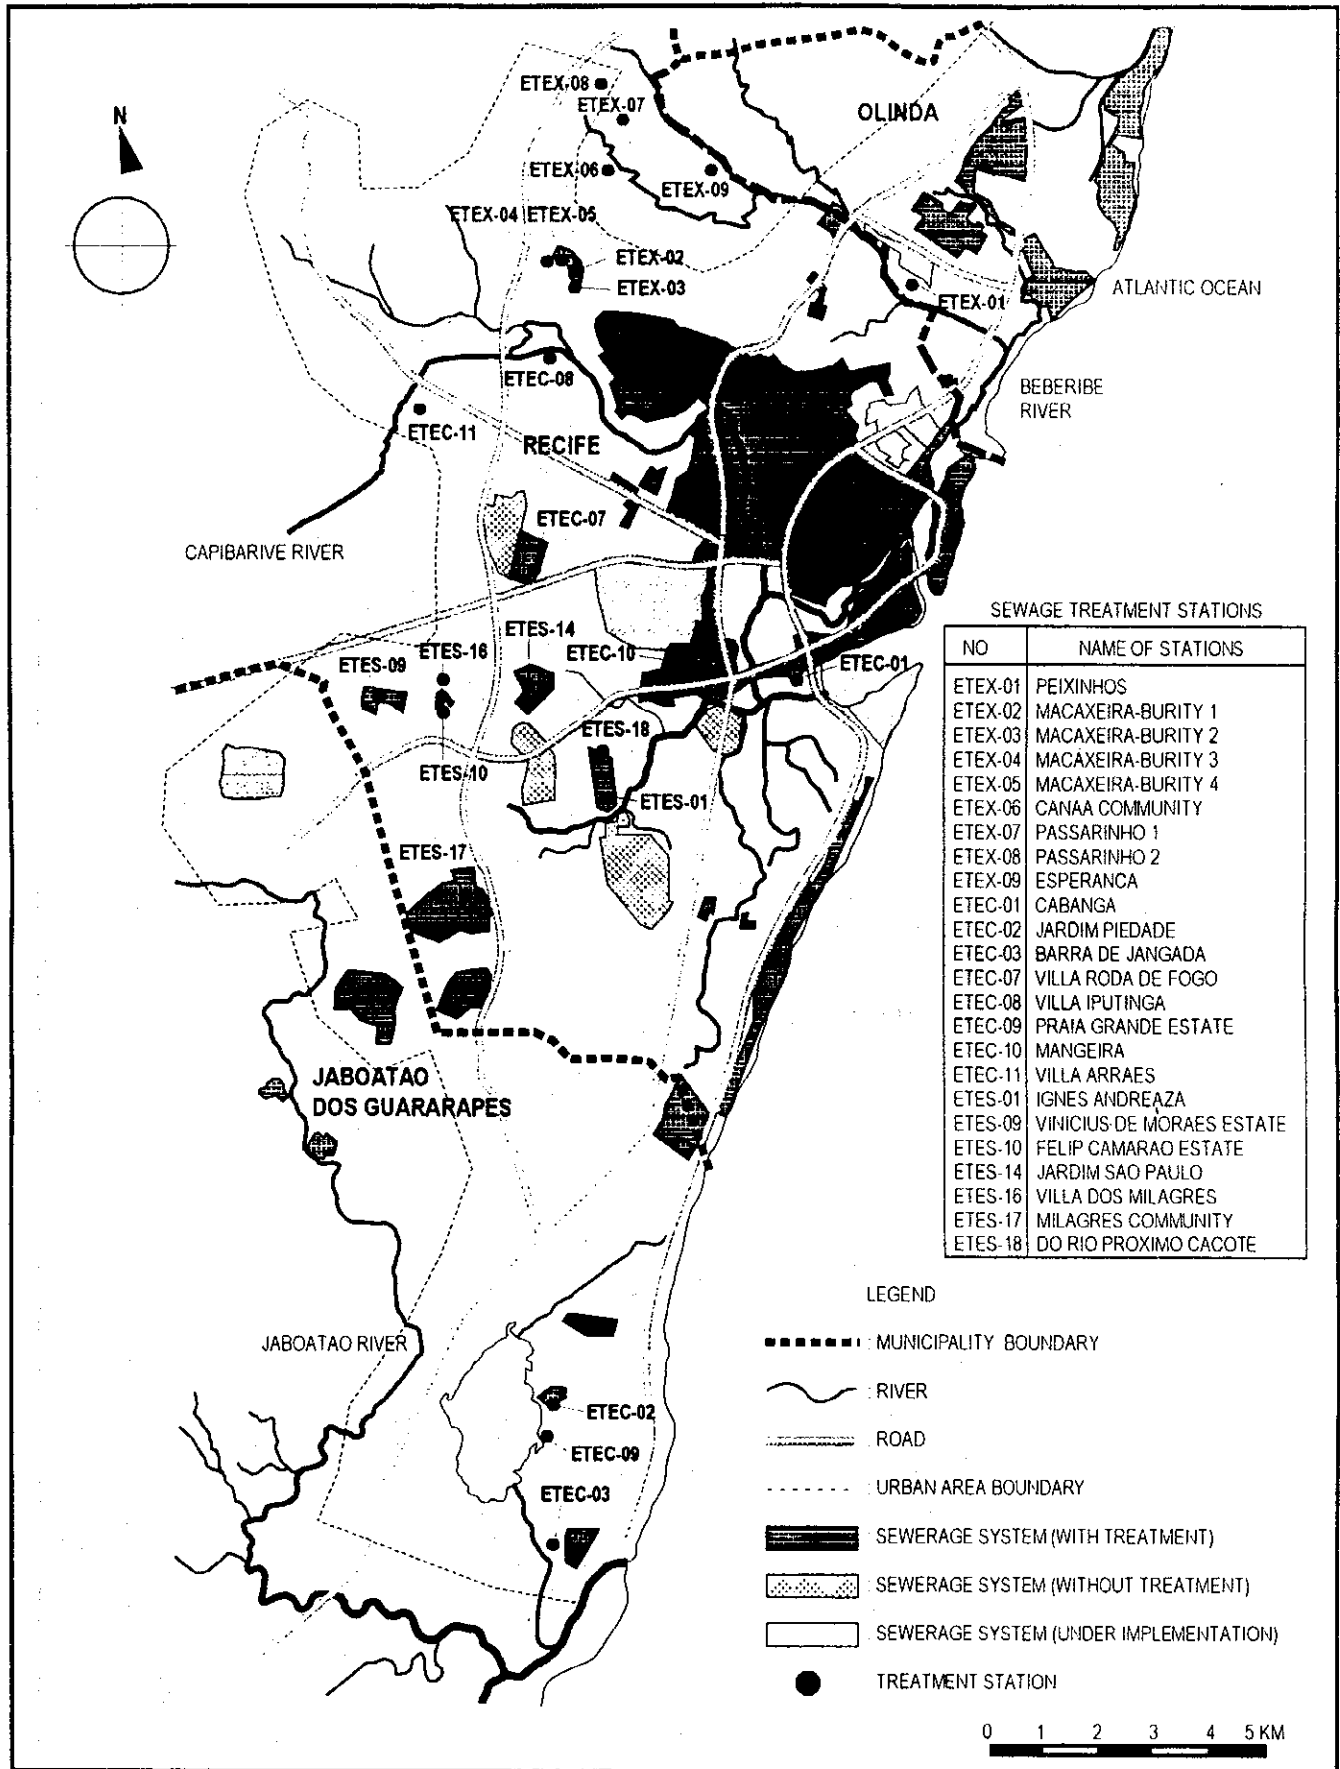 ETEX-08
ETEX-07
OLINDA
N
ETEX-06
ETEX-09
ETEX-04
ETEX-05
ETEX-02
ETEX-03
ETEX-01
ATLANTIC OCEAN
ETEC-08
BEBERIBE
RIVER
ETEC-11
RECIFE
ETEC-07
CAPIBARIVE RIVER
ETES-14
ETES-16
ETEC-10
ETES-09
ETEC-01
ETES-18
ETES-10
ETES-01
ETES-17
JABOATAO
DOS GUARARAPES
JABOATAO RIVER
ETEC-02
ETEC-09
ETEC-03
SEWAGE TREATMENT STATIONS
NO NAME OF STATIONS
ETEX-01 PEIXINHOS
ETEX-02 MACAXEIRA-BURITY 1
ETEX-03 MACAXEIRA-BURITY 2
ETEX-04 MACAXEIRA-BURITY 3
ETEX-05 MACAXEIRA-BURITY 4
ETEX-06 CANAA COMMUNITY
ETEX-07 PASSARINHO 1
ETEX-08 PASSARINHO 2
ETEX-09 ESPERANCA
ETEC-01 CABANGA
ETEC-02 JARDIM PIEDADE
ETEC-03 BARRA DE JANGADA
ETEC-07 VILLA RODA DE FOGO
ETEC-08 VILLA IPUTINGA
ETEC-09 PRAIA GRANDE ESTATE
ETEC-10 MANGEIRA
ETEC-11 VILLA ARRAES
ETES-01 IGNES ANDREAZA
ETES-09 VINICIUS DE MORAES ESTATE
ETES-10 FELIP CAMARAO ESTATE
ETES-14 JARDIM SAO PAULO
ETES-16 VILLA DOS MILAGRES
ETES-17 MILAGRES COMMUNITY
ETES-18 DO RIO PROXIMO CACOTE
LEGEND
: MUNICIPALITY BOUNDARY
: RIVER
: ROAD
: URBAN AREA BOUNDARY
: SEWERAGE SYSTEM (WITH TREATMENT)
: SEWERAGE SYSTEM (WITHOUT TREATMENT)
: SEWERAGE SYSTEM (UNDER IMPLEMENTATION)
TREATMENT STATION
0 1 2 3 4 5 KM